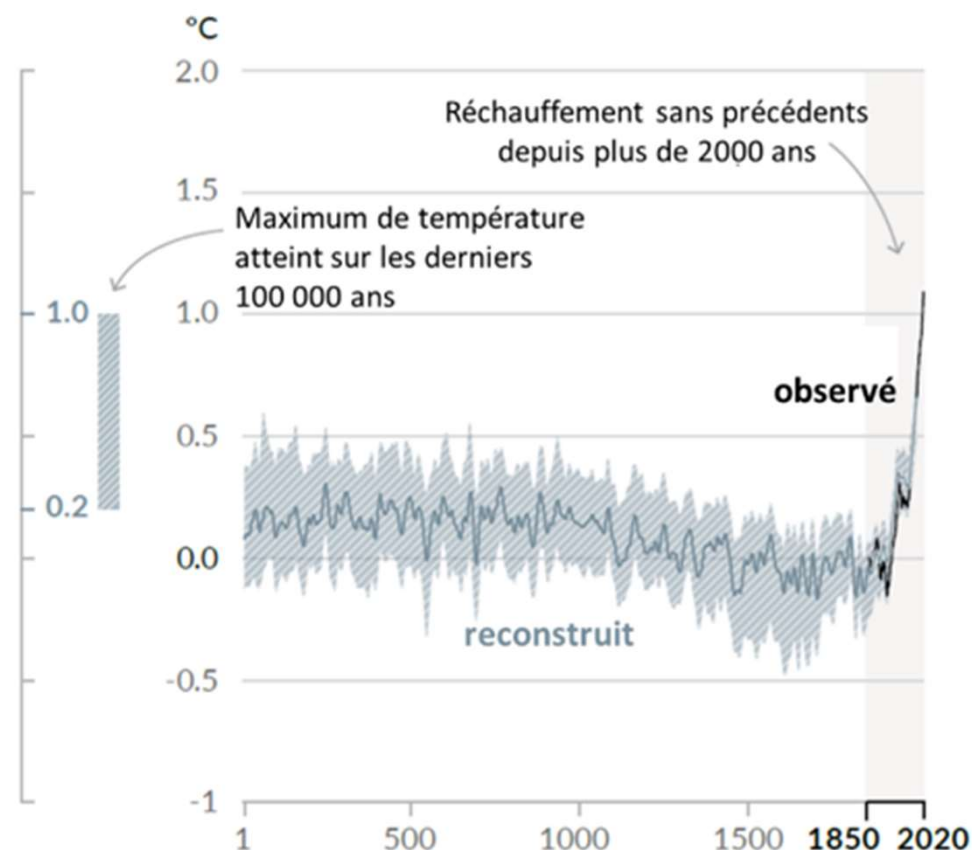 °C
2.0
Réchauffement sans précédents
depuis plus de 2000 ans
1.5
Maximum de température
atteint sur les derniers
100 000 ans
1.0
1.0
observé
0.5
0.2
0.0
reconstruit
-0.5
-1
1 500 1000 1500 1850 2020